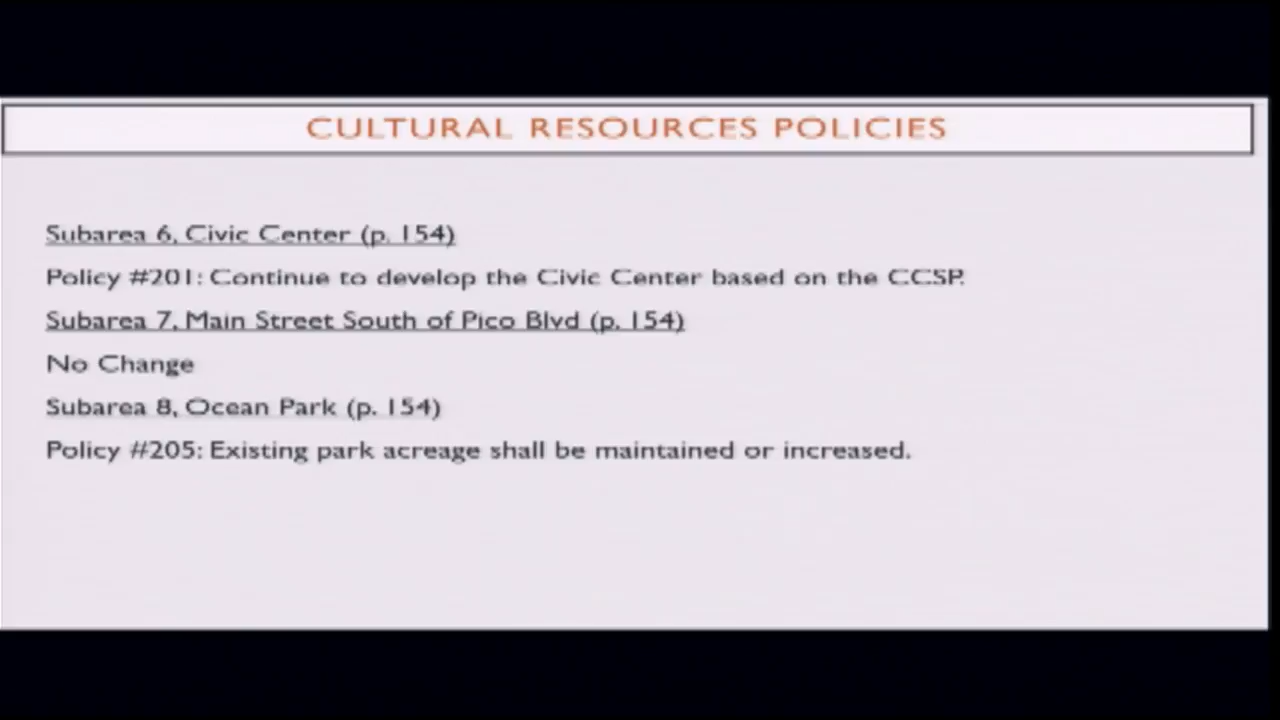 CULTURAL RESOURCES POLICIES
Subarea 6, Civic Center (p. 154)
Policy #201: Continue to develop the Civic Center based on the CCSP.
Subarea 7, Main Street South of Pico Blvd (p. 154)
No Change
Subarea 8, Ocean Park (p. 154)
Policy #205: Existing park acreage shall be maintained or increased.